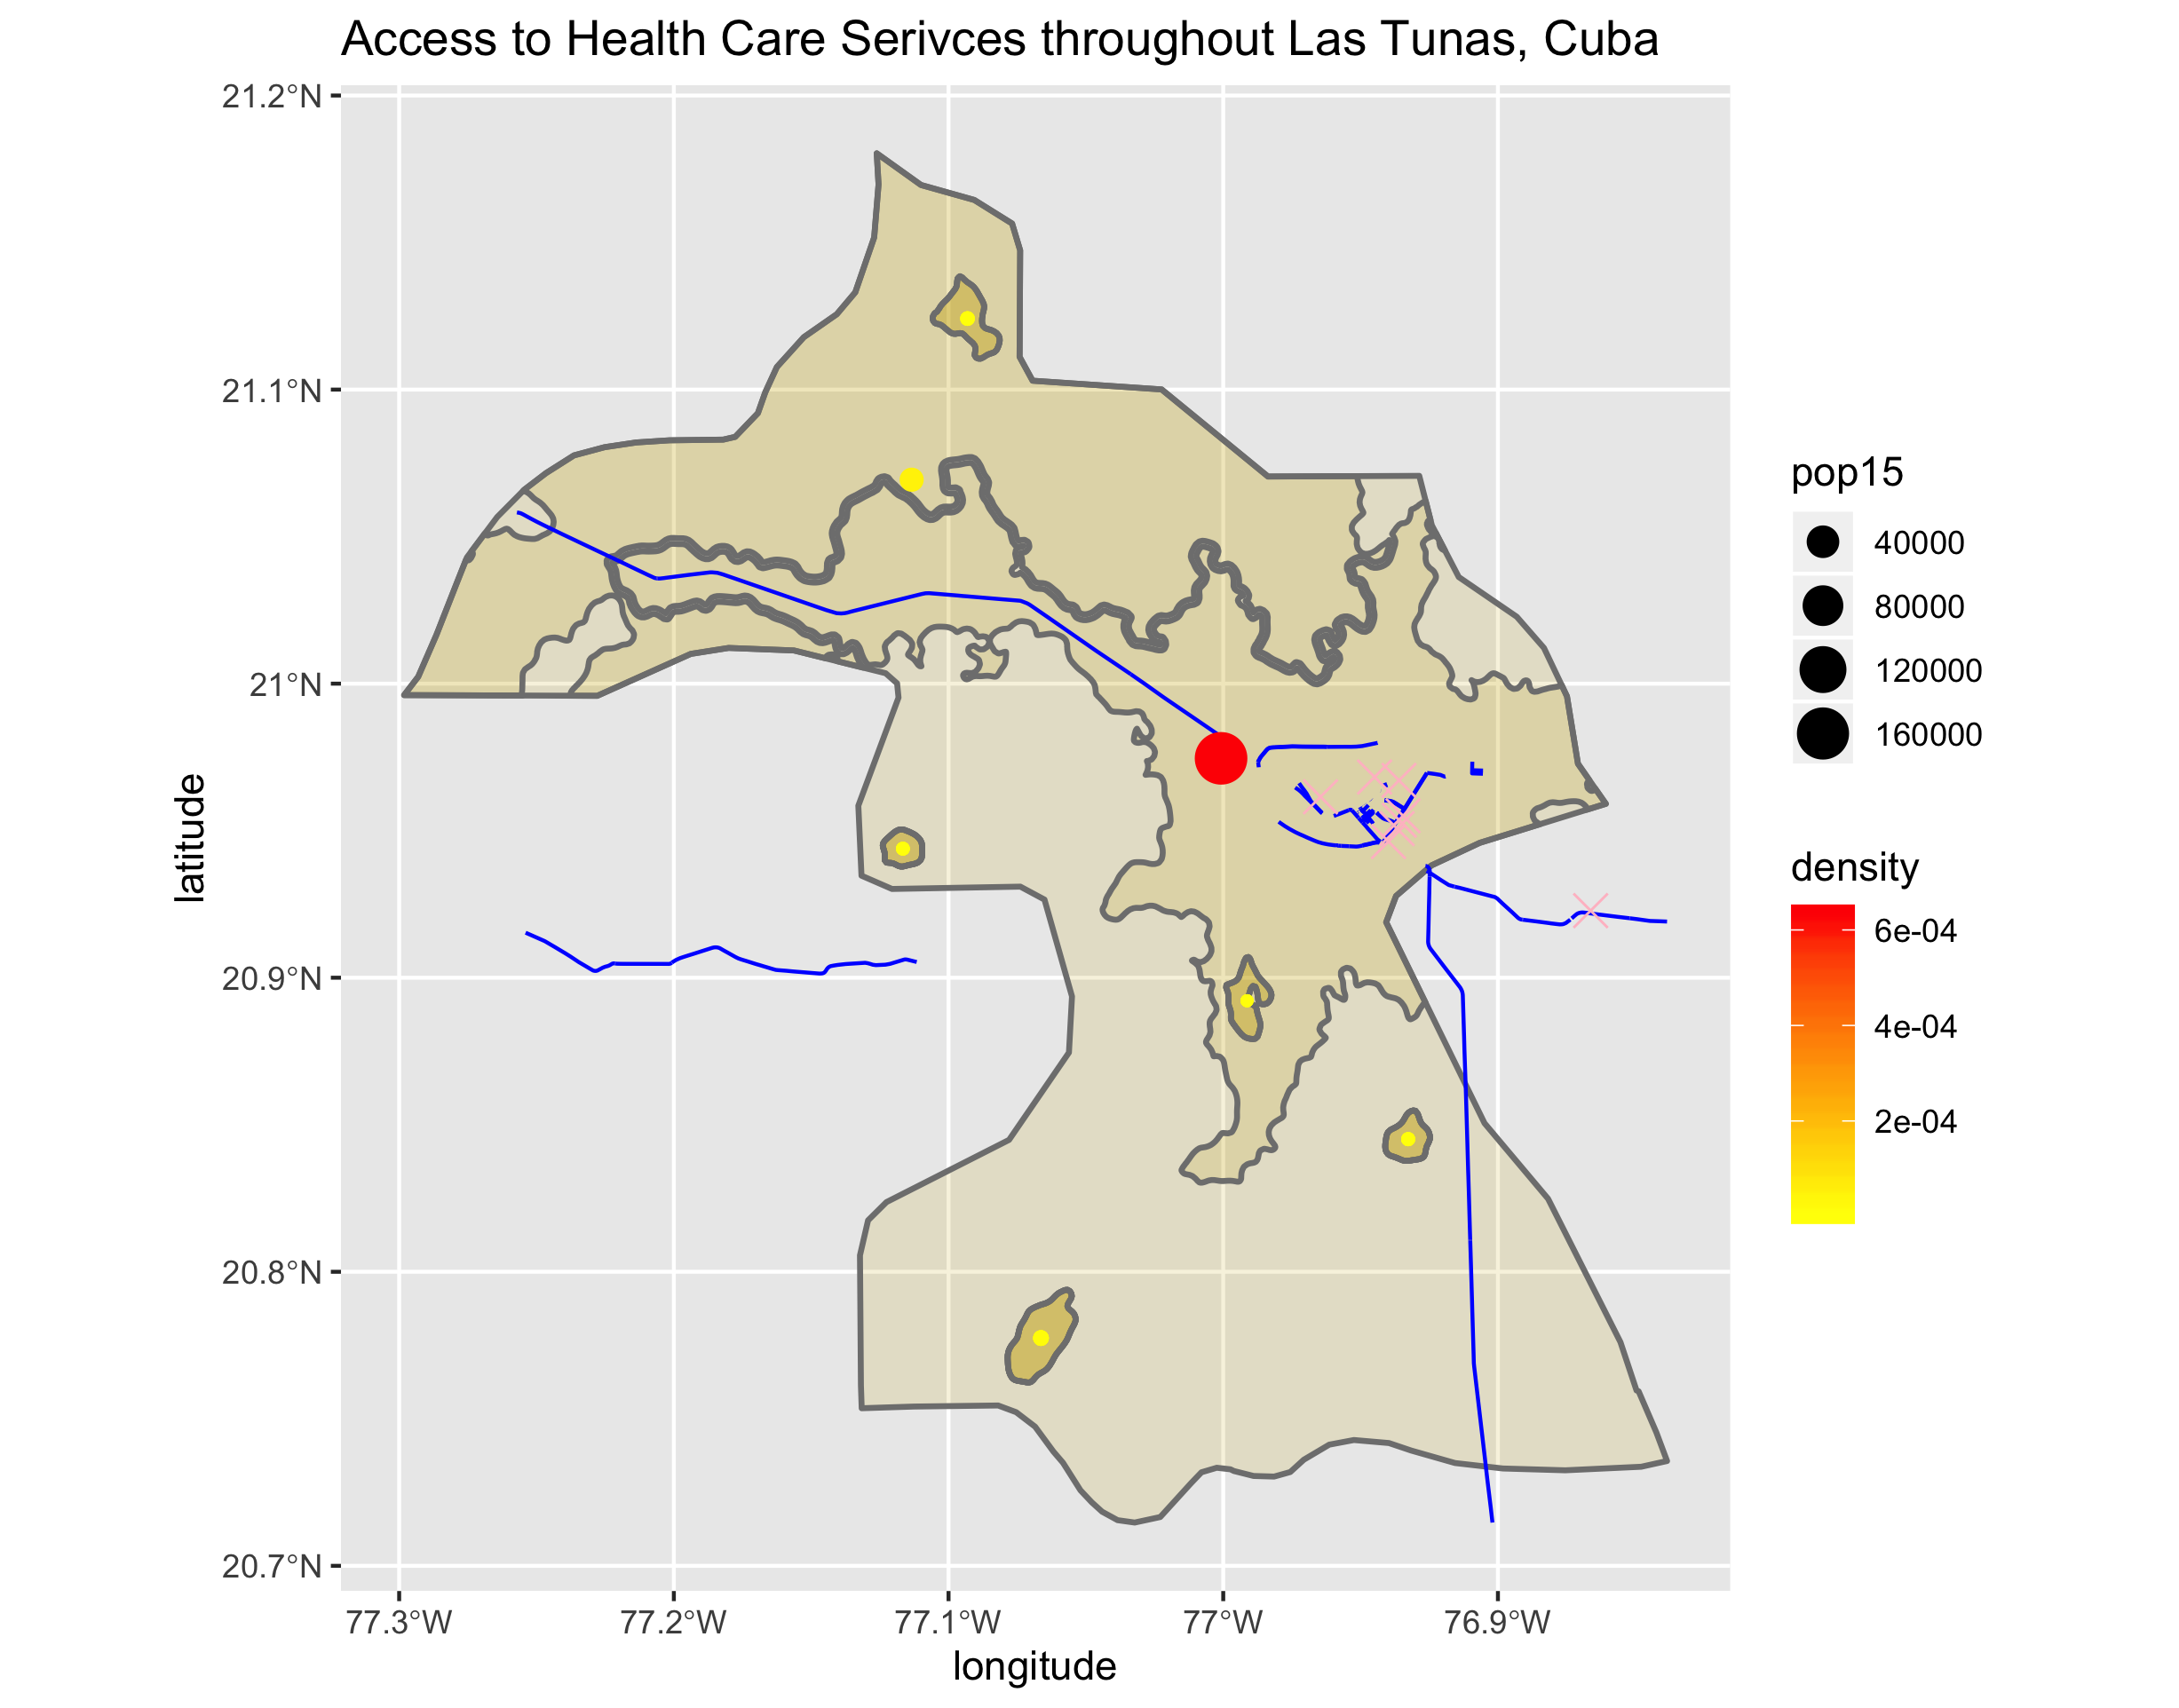 Access to Health Care Serivces throughout Las Tunas, Cuba
21.2°N
21.1°N
21°N
20.9°N
20.8°N
20.7°N
latitude
77.3°W
77.2°W
77.1°W
77°W
76.9°W
longitude
pop15
40000
80000
120000
160000
density
6e-04
4e-04
2e-04